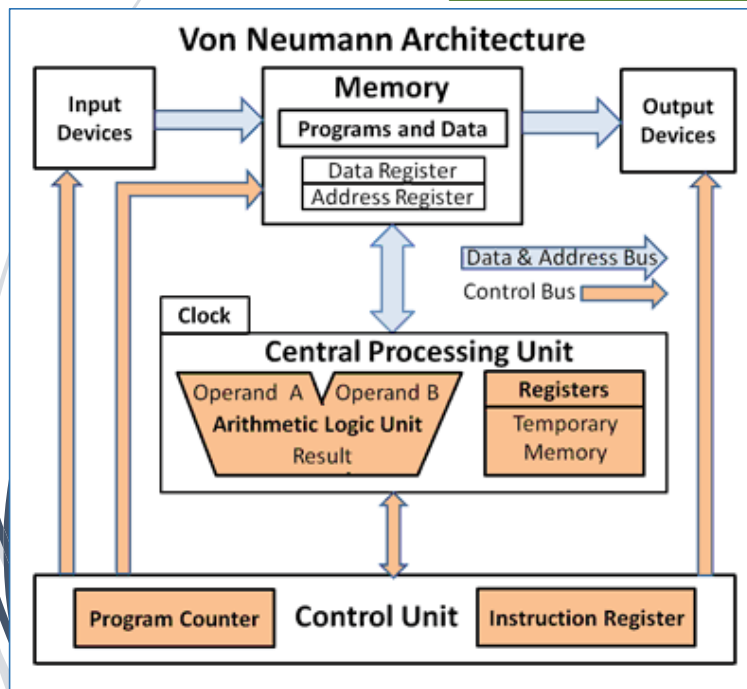 Von Neumann Architecture
Input
Devices
Memory
Programs and Data
Data Register
Address Register
Output
Devices
Data & Address Bus
Control Bus
Clock
Central Processing Unit
Operand A
Operand B
Arithmetic Logic Unit
Result
Registers
Temporary
Memory
Program Counter
Control Unit
Instruction Register